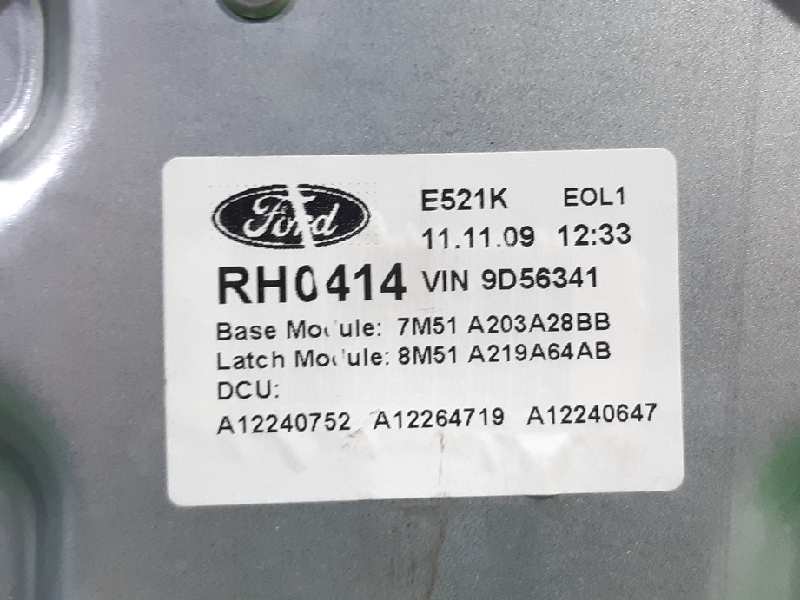 Ford E521K EOL1
11.11.09 12:33
RH0414 VIN 9D56341
Base Module: 7M51 A203A28BB
Latch Module: 8M51 A219A64AB
DCU:
A12240752 A12264719 A12240647